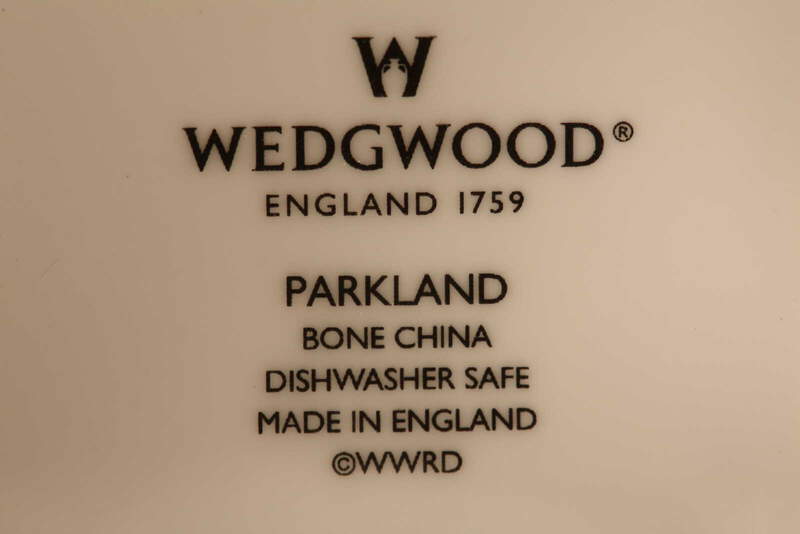 W
WEDGWOOD®
ENGLAND 1759
PARKLAND
BONE CHINA
DISHWASHER SAFE
MADE IN ENGLAND
©WWRD